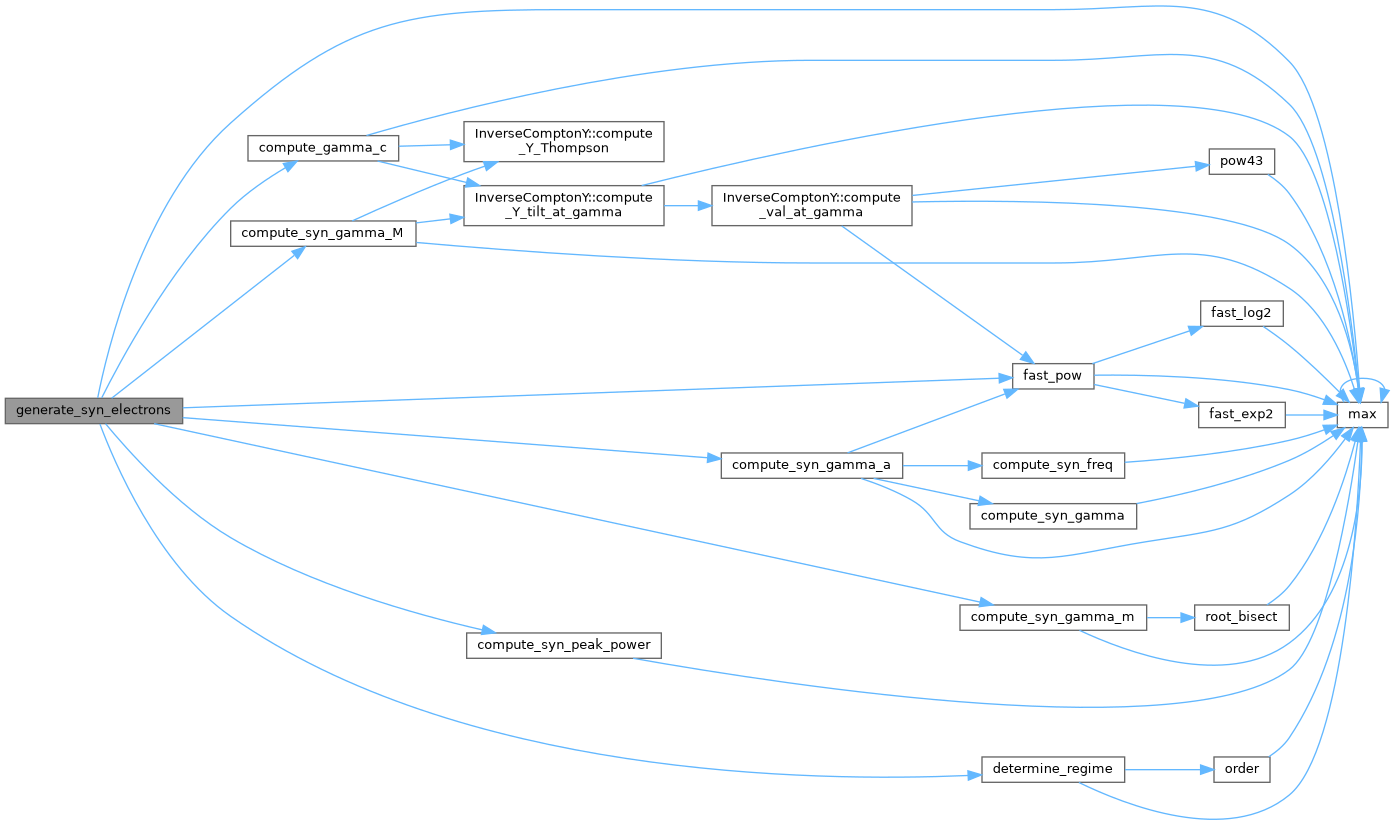 generate_syn_electrons
compute_gamma_c
compute_syn_gamma_M
InverseComptonY::compute
_Y_Thompson
InverseComptonY::compute
_Y_tilt_at_gamma
InverseComptonY::compute
_val_at_gamma
pow43
fast_log2
fast_pow
fast_exp2
max
compute_syn_gamma_a
compute_syn_freq
compute_syn_gamma
compute_syn_gamma_m
root_bisect
compute_syn_peak_power
determine_regime
order